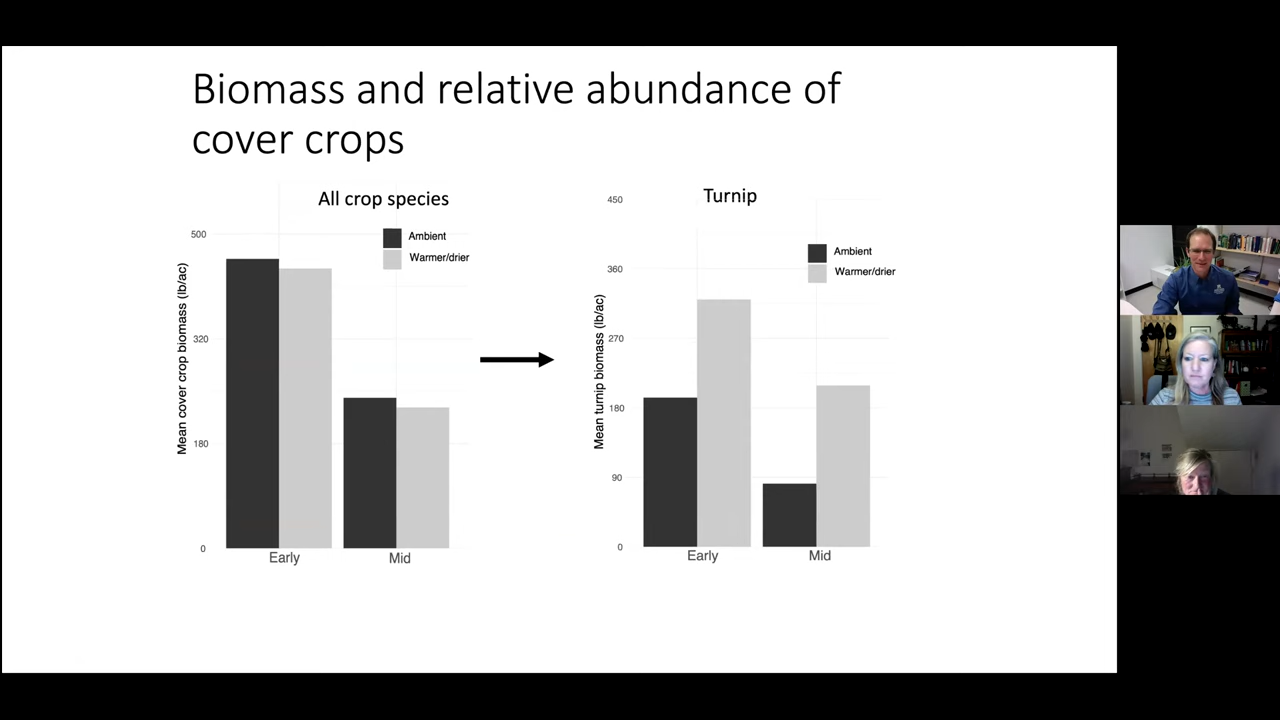 Biomass and relative abundance of
cover crops
All crop species
Ambient
Warmer/drier
Mean cover crop biomass (lb/ac)
500
320
180
0
Early
Mid
Turnip
Ambient
Warmer/drier
Mean turnip biomass (lb/ac)
450
360
270
180
90
0
Early
Mid